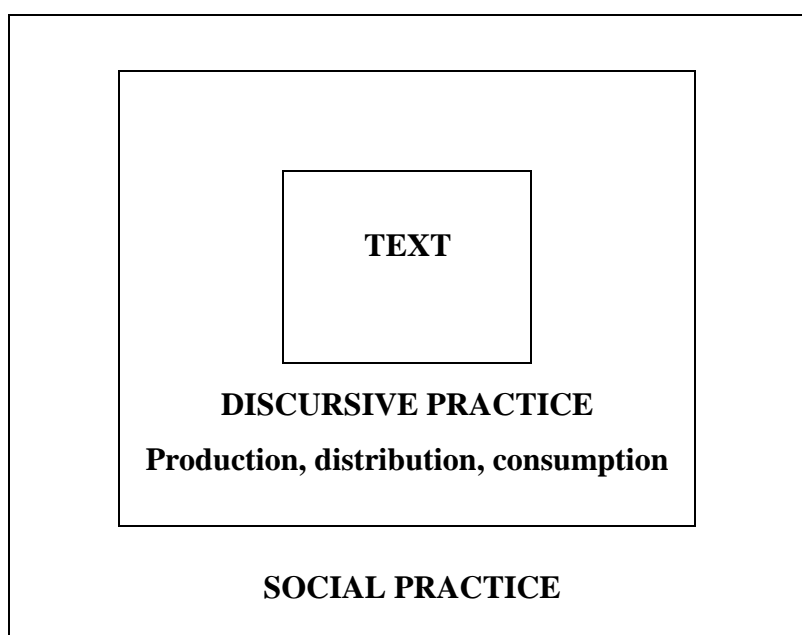 TEXT
DISCURSIVE PRACTICE
Production, distribution, consumption
SOCIAL PRACTICE